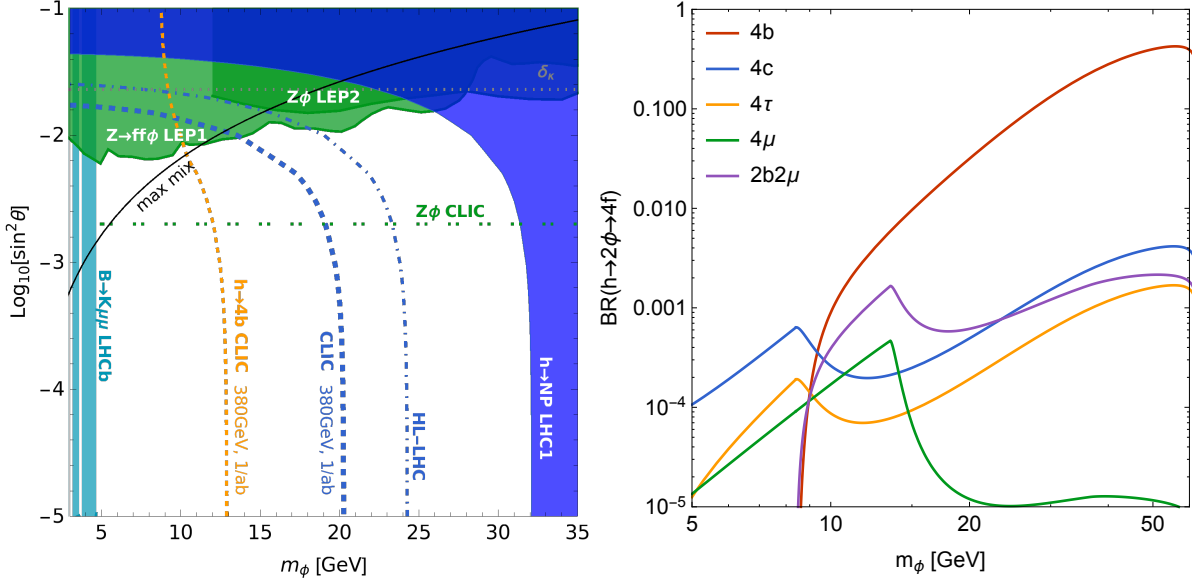 −1
−2
−3
−4
−5
Log₁₀[sin²θ]
5
10
15
20
25
30
35
mϕ [GeV]
δκ
Zϕ LEP2
Z→ffϕ LEP1
max mix
Zϕ CLIC
B→Kμμ LHCb
h→4b CLIC 380GeV, 1/ab
CLIC 380GeV, 1/ab
HL−LHC
h→NP LHC1
4b
4c
4τ
4μ
2b2μ
1
0.100
0.010
0.001
10⁻⁴
10⁻⁵
BR(h→2ϕ→4f)
5
10
20
50
mϕ [GeV]